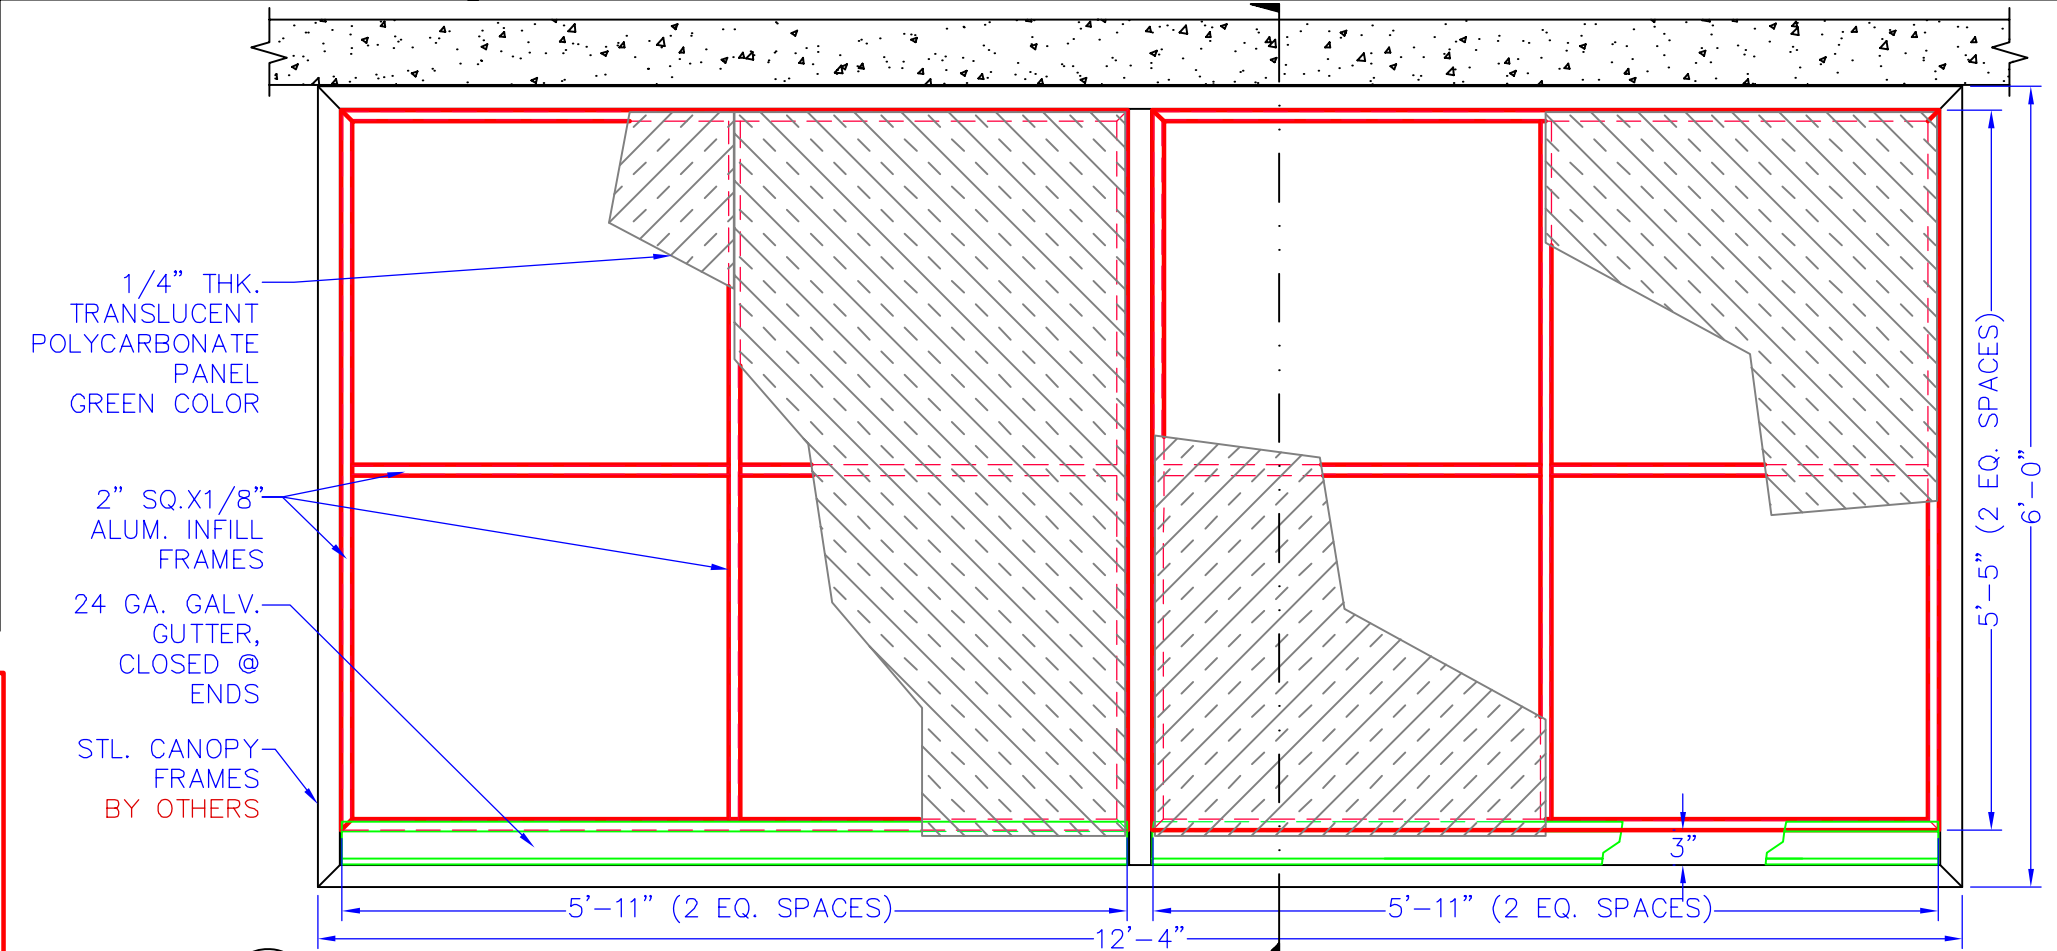 1/4" THK.
TRANSLUCENT
POLYCARBONATE
PANEL
GREEN COLOR
2" SQ.X1/8"
ALUM. INFILL
FRAMES
24 GA. GALV.
GUTTER,
CLOSED @
ENDS
STL. CANOPY
FRAMES
BY OTHERS
5'-5" (2 EQ. SPACES)
6'-0"
3"
5'-11" (2 EQ. SPACES)
5'-11" (2 EQ. SPACES)
12'-4"